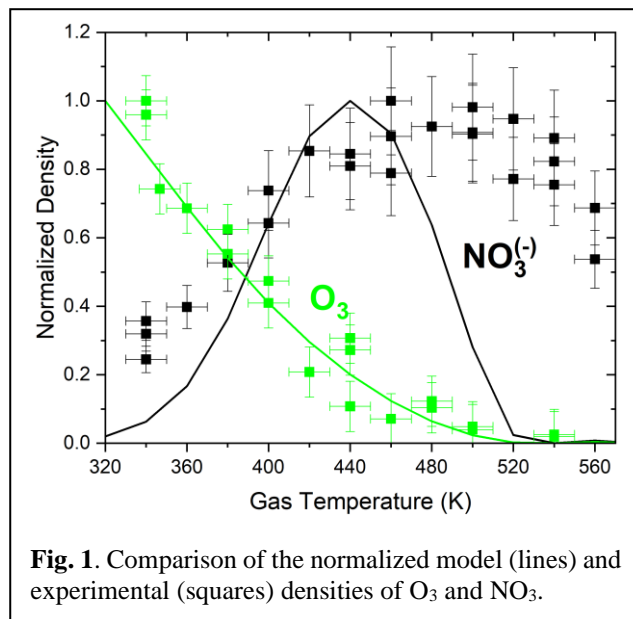 1.2
1.0
0.8
0.6
0.4
0.2
0.0
Normalized Density
O₃
NO₃⁽⁻⁾
320 360 400 440 480 520 560
Gas Temperature (K)
Fig. 1. Comparison of the normalized model (lines) and
experimental (squares) densities of O₃ and NO₃.